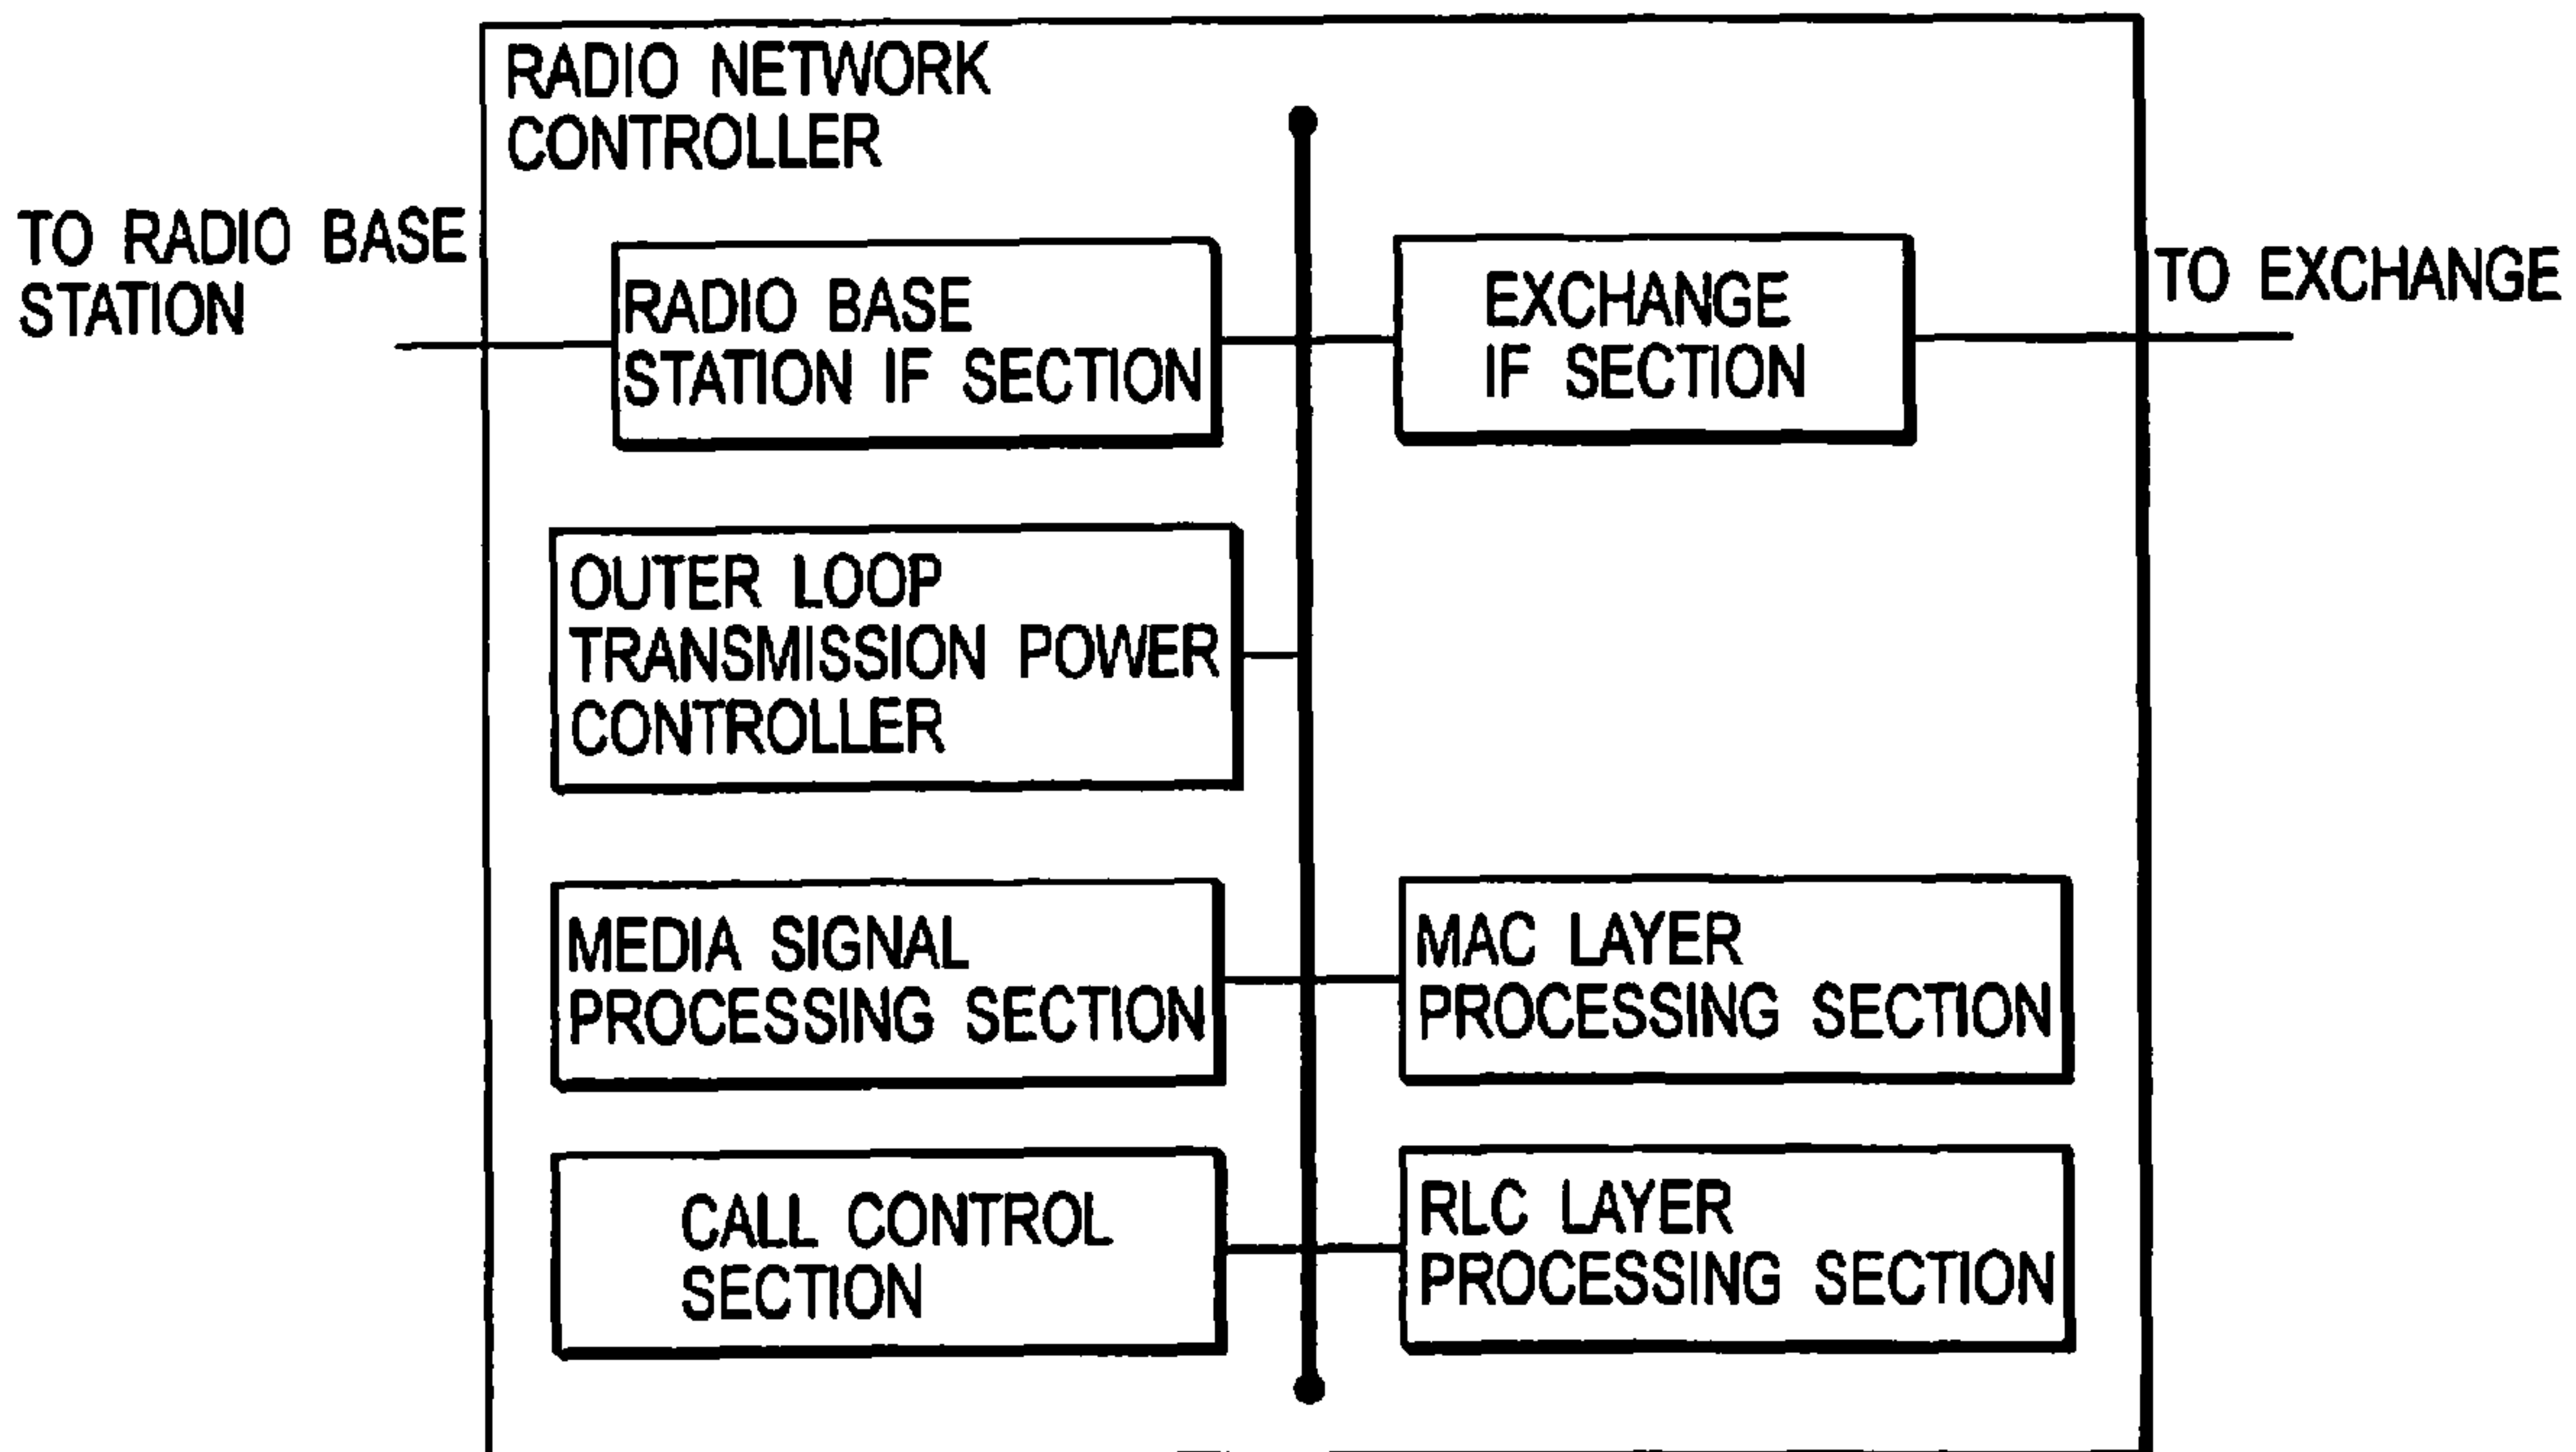 RADIO NETWORK
CONTROLLER
TO RADIO BASE
STATION
RADIO BASE
STATION IF SECTION
EXCHANGE
IF SECTION
TO EXCHANGE
OUTER LOOP
TRANSMISSION POWER
CONTROLLER
MEDIA SIGNAL
PROCESSING SECTION
MAC LAYER
PROCESSING SECTION
CALL CONTROL
SECTION
RLC LAYER
PROCESSING SECTION